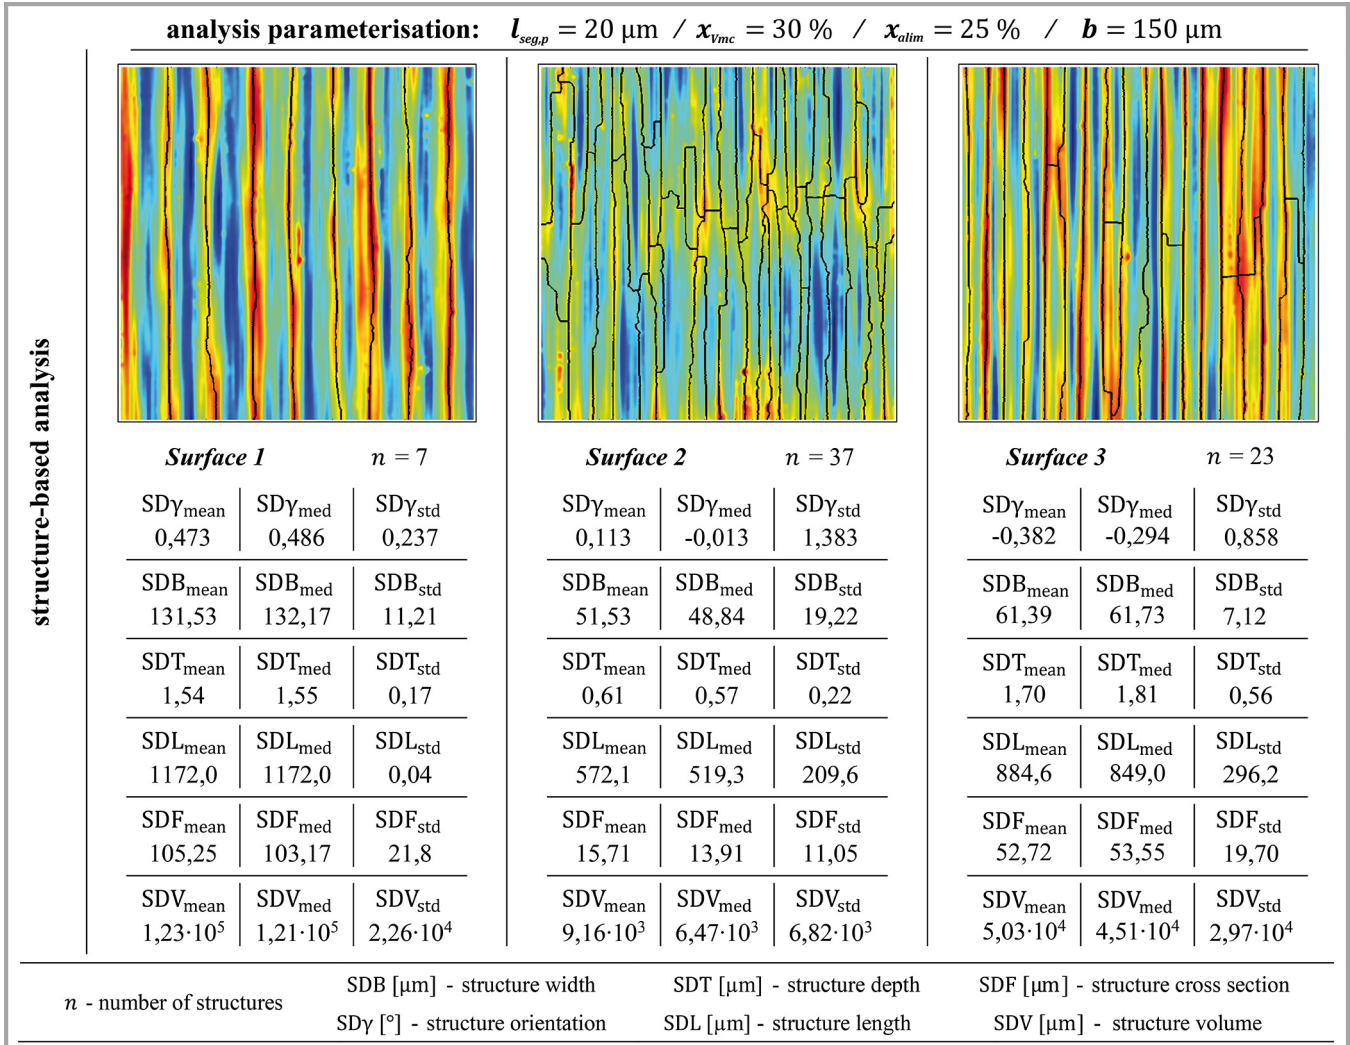 analysis parameterisation: l seg,p = 20 µm / x Vmc = 30 % / x alim = 25 % / b = 150 µm
structure-based analysis
Surface 1 n = 7
SDγmean SDγmed SDγstd
0,473 0,486 0,237
SDBmean SDBmed SDBstd
131,53 132,17 11,21
SDTmean SDTmed SDTstd
1,54 1,55 0,17
SDLmean SDLmed SDLstd
1172,0 1172,0 0,04
SDFmean SDFmed SDFstd
105,25 103,17 21,8
SDVmean SDVmed SDVstd
1,23·10⁵ 1,21·10⁵ 2,26·10⁴
Surface 2 n = 37
SDγmean SDγmed SDγstd
0,113 -0,013 1,383
SDBmean SDBmed SDBstd
51,53 48,84 19,22
SDTmean SDTmed SDTstd
0,61 0,57 0,22
SDLmean SDLmed SDLstd
572,1 519,3 209,6
SDFmean SDFmed SDFstd
15,71 13,91 11,05
SDVmean SDVmed SDVstd
9,16·10³ 6,47·10³ 6,82·10³
Surface 3 n = 23
SDγmean SDγmed SDγstd
-0,382 -0,294 0,858
SDBmean SDBmed SDBstd
61,39 61,73 7,12
SDTmean SDTmed SDTstd
1,70 1,81 0,56
SDLmean SDLmed SDLstd
884,6 849,0 296,2
SDFmean SDFmed SDFstd
52,72 53,55 19,70
SDVmean SDVmed SDVstd
5,03·10⁴ 4,51·10⁴ 2,97·10⁴
n - number of structures
SDB [µm] - structure width SDT [µm] - structure depth SDF [µm] - structure cross section
SDγ [°] - structure orientation SDL [µm] - structure length SDV [µm] - structure volume